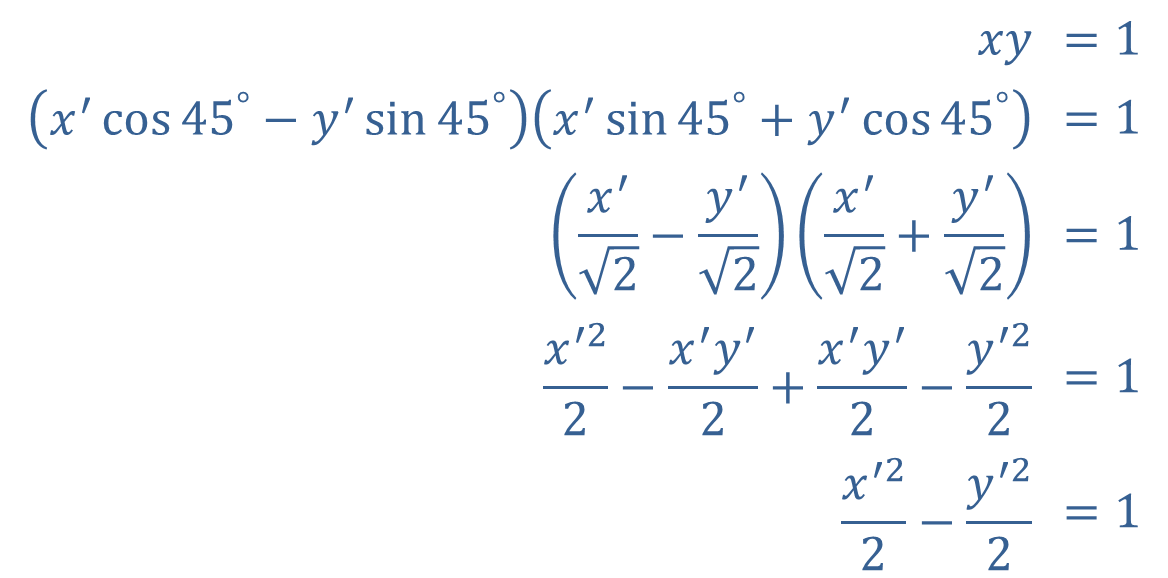 xy = 1
(x′ cos 45° − y′ sin 45°)(x′ sin 45° + y′ cos 45°) = 1
(x′/√2 − y′/√2)(x′/√2 + y′/√2) = 1
x′²/2 − x′y′/2 + x′y′/2 − y′²/2 = 1
x′²/2 − y′²/2 = 1